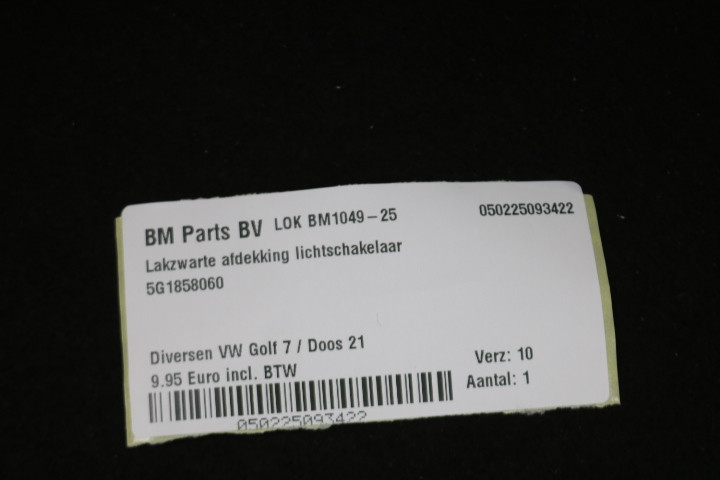 BM Parts BV LOK BM1049-25 050225093422
Lakzwarte afdekking lichtschakelaar
5G1858060
Diversen VW Golf 7 / Doos 21
Verz: 10
9.95 Euro incl. BTW
Aantal: 1
050225093422